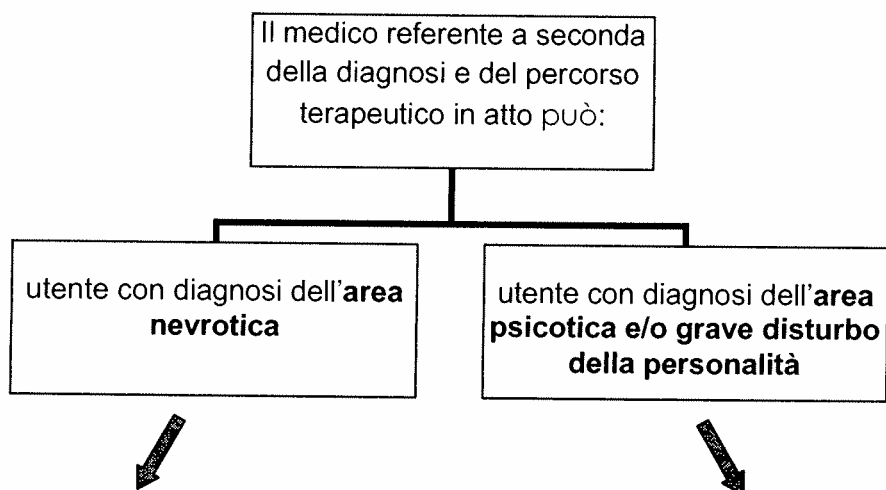 Il medico referente a seconda
della diagnosi e del percorso
terapeutico in atto può:
utente con diagnosi dell'area
nevrotica
utente con diagnosi dell'area
psicotica e/o grave disturbo
della personalità